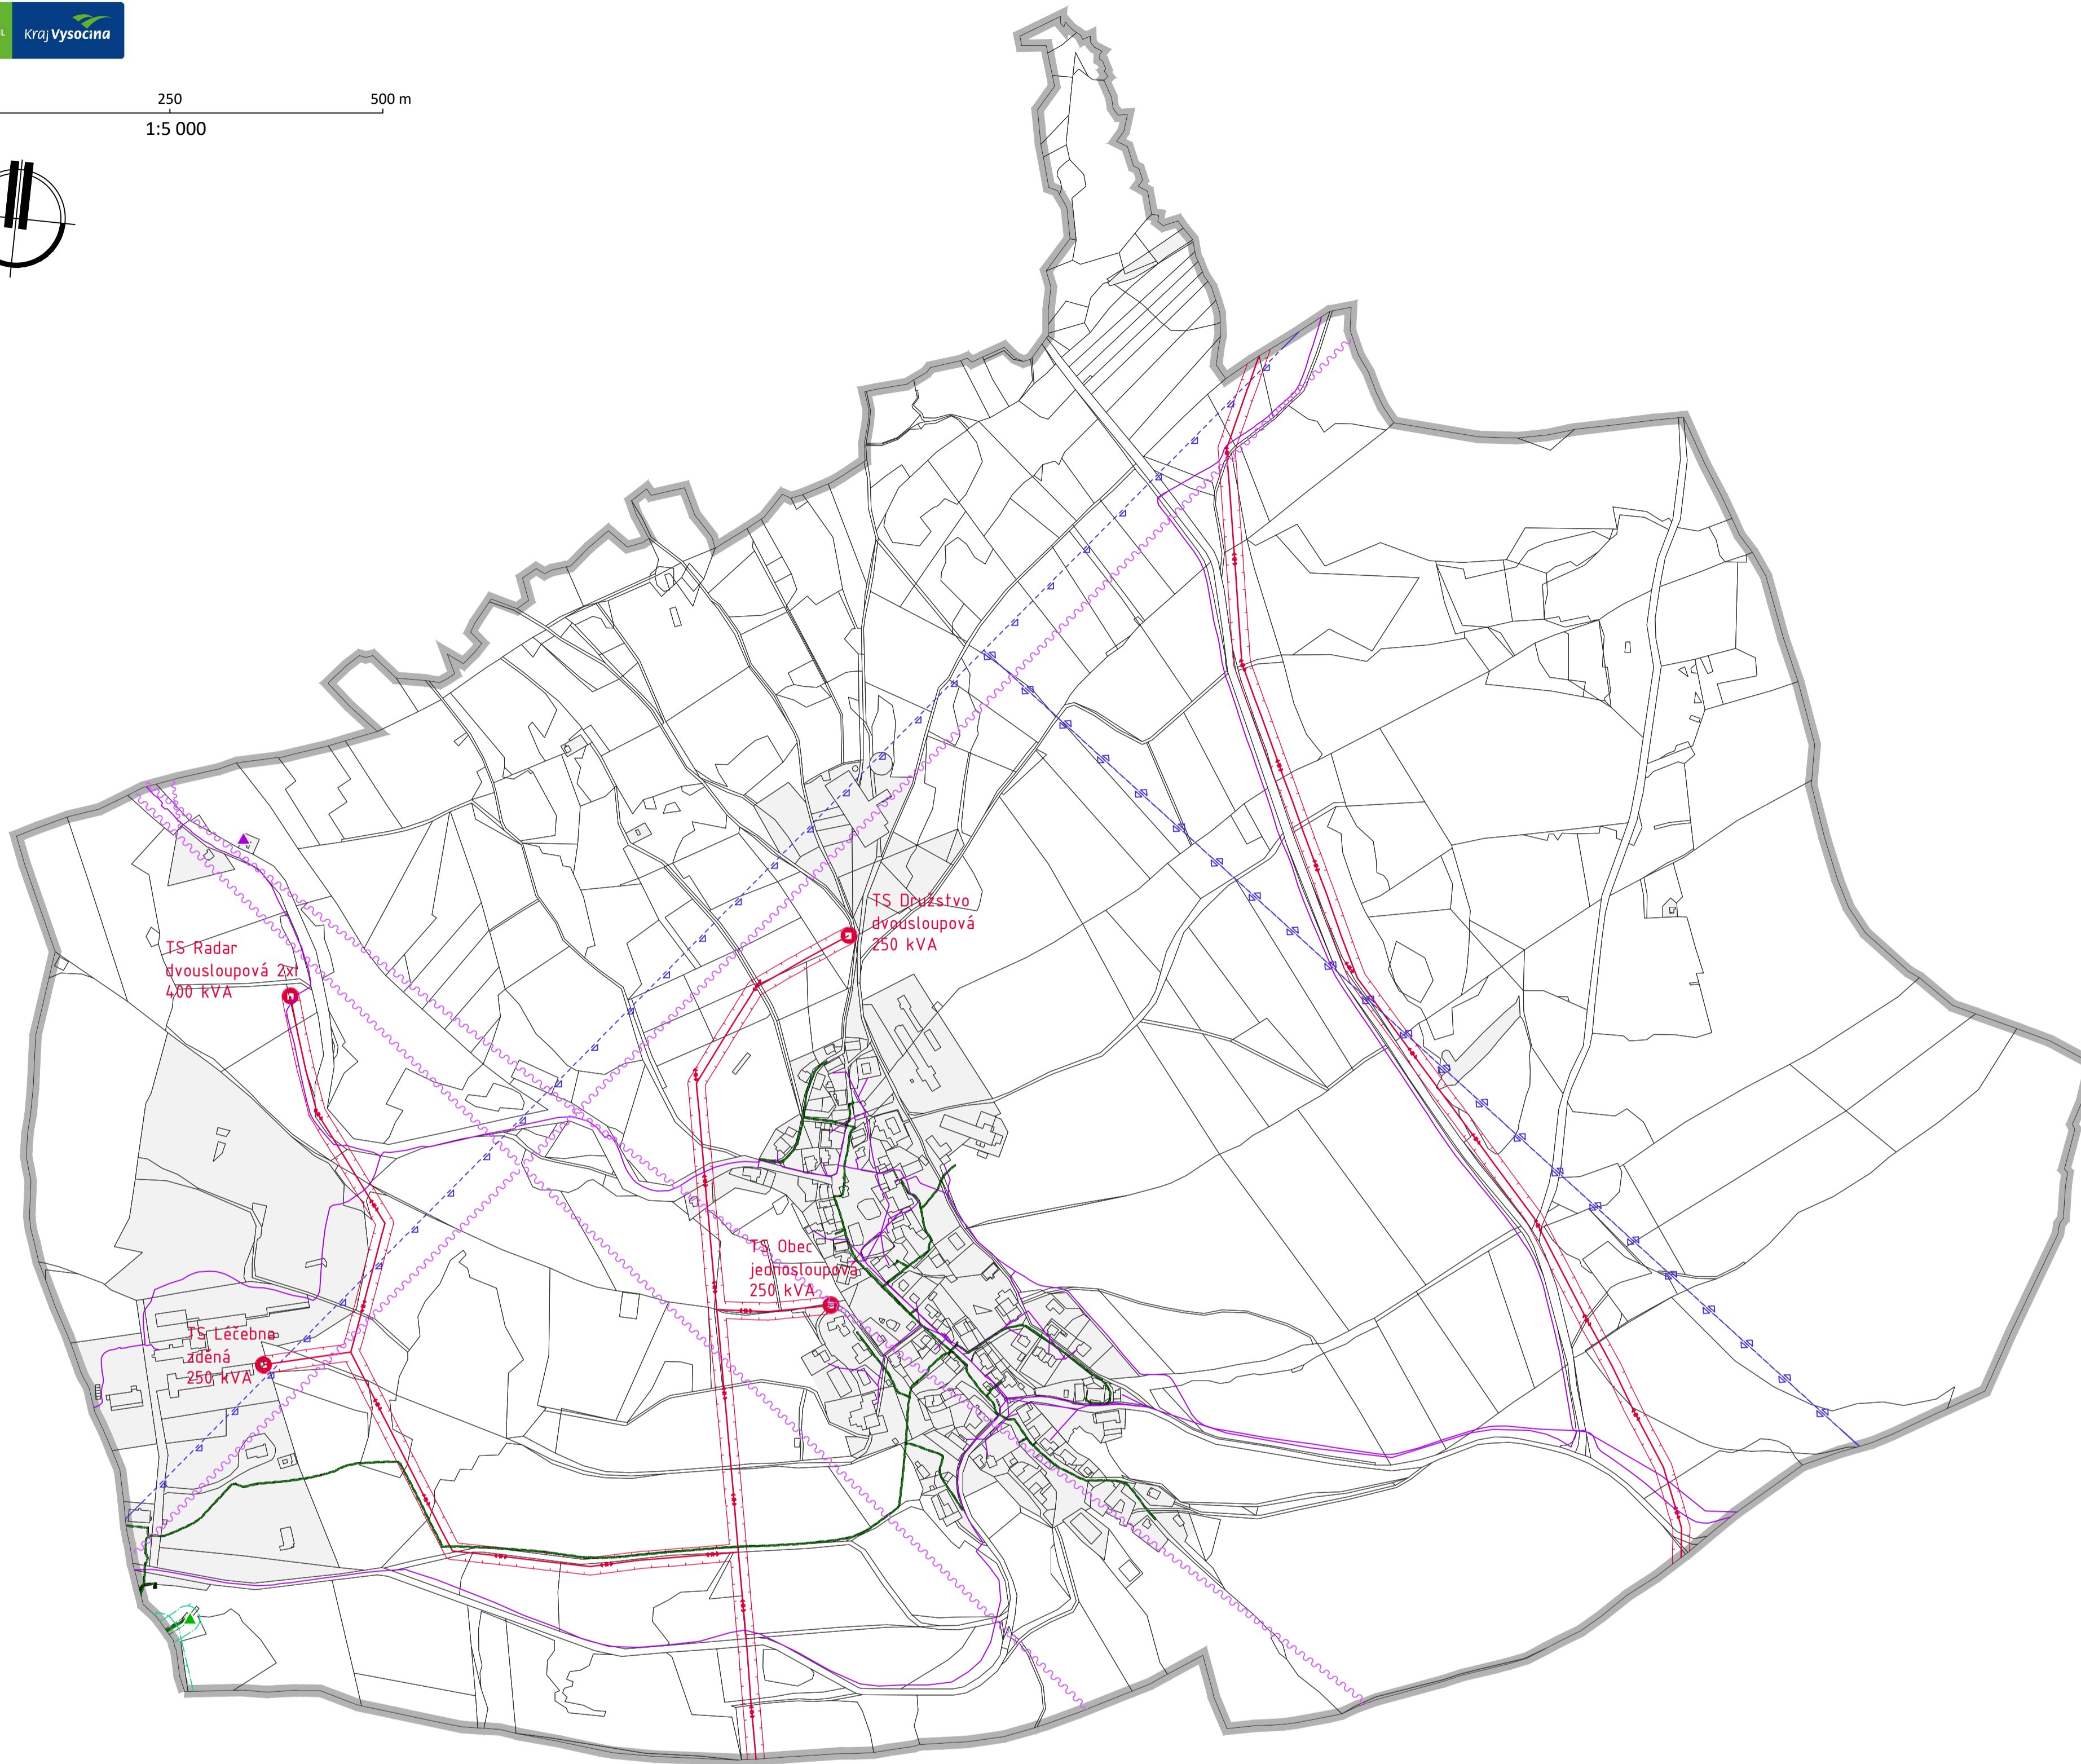 L
Kraj Vysočina
250
500 m
1:5 000
TS Družstvo
dvousloupová
250 kVA
TS Radar
dvousloupová 2xt
400 kVA
TS Obec
jednosloupová
250 kVA
TS Léčebna
zděná
250 kVA